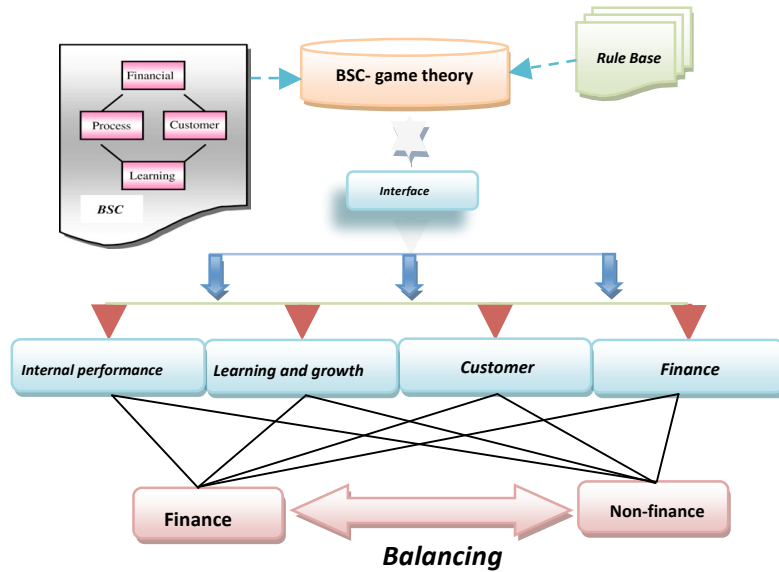 Financial
Process
Customer
Learning
BSC
BSC- game theory
Rule Base
Interface
Internal performance
Learning and growth
Customer
Finance
Finance
Non-finance
Balancing